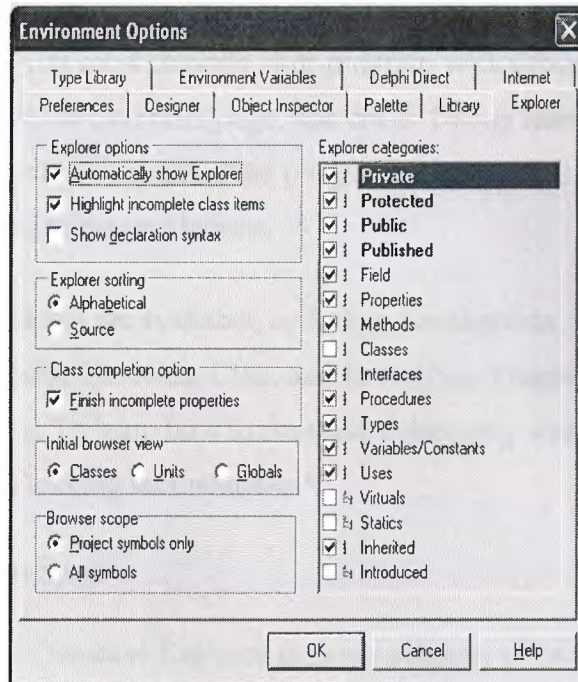 Environment Options
Type Library Environment Variables Delphi Direct Internet
Preferences Designer Object Inspector Palette Library Explorer
Explorer options
Automatically show Explorer
Highlight incomplete class items
Show declaration syntax
Explorer sorting
Alphabetical
Source
Class completion option
Finish incomplete properties
Initial browser view
Classes Units Globals
Browser scope
Project symbols only
All symbols
Explorer categories:
Private
Protected
Public
Published
Field
Properties
Methods
Classes
Interfaces
Procedures
Types
Variables/Constants
Uses
Virtuals
Statics
Inherited
Introduced
OK Cancel Help